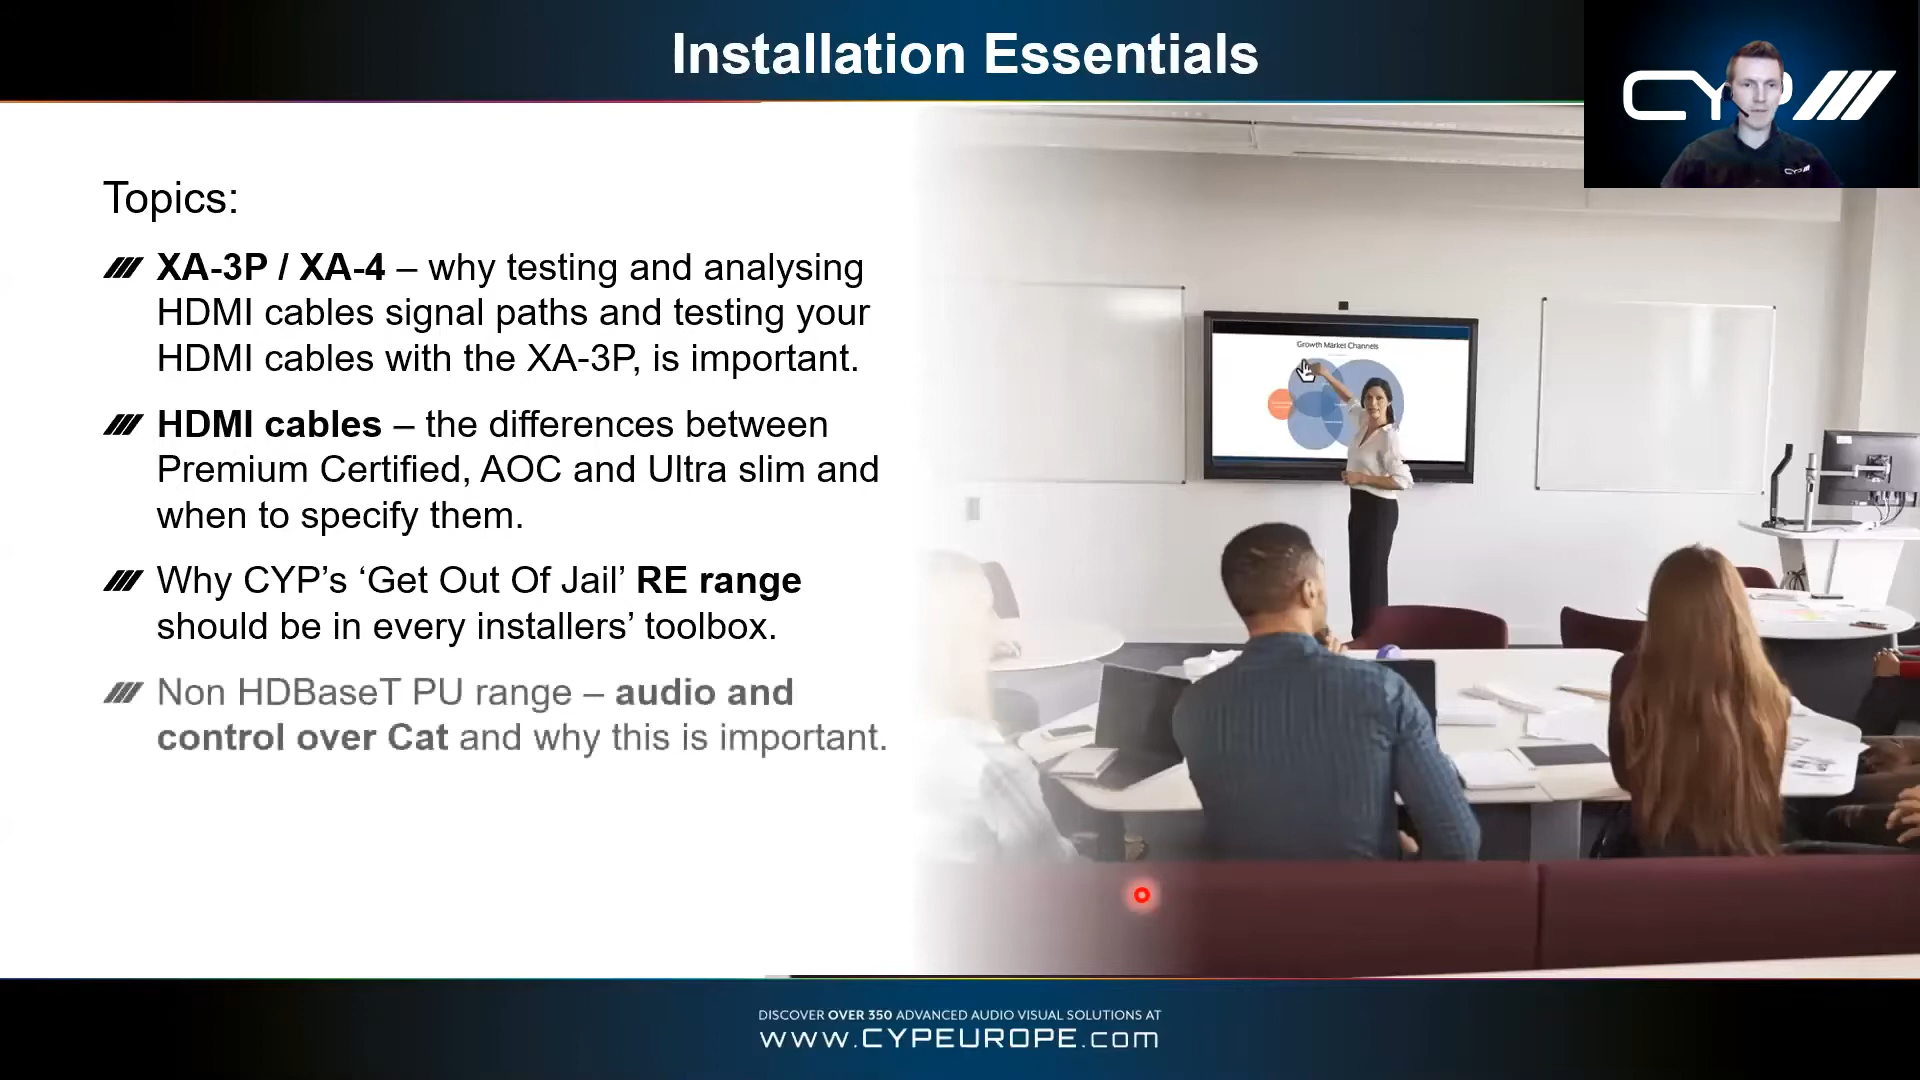 Installation Essentials
CYP
CYP
Topics:
XA-3P / XA-4 – why testing and analysing
HDMI cables signal paths and testing your
HDMI cables with the XA-3P, is important.
HDMI cables – the differences between
Premium Certified, AOC and Ultra slim and
when to specify them.
Why CYP’s ‘Get Out Of Jail’ RE range
should be in every installers’ toolbox.
Non HDBaseT PU range – audio and
control over Cat and why this is important.
Growth Market Channels
DISCOVER OVER 350 ADVANCED AUDIO VISUAL SOLUTIONS AT
WWW.CYPEUROPE.com